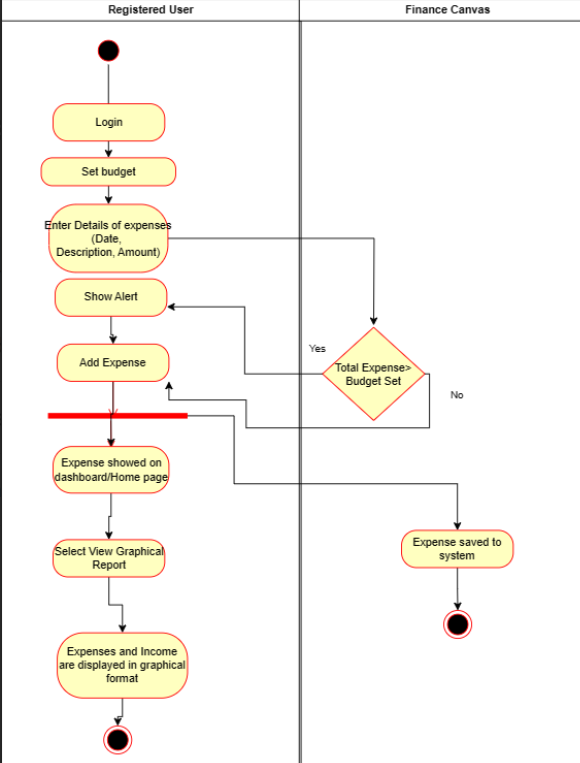 Registered User
Finance Canvas
Login
Set budget
Enter Details of expenses
(Date,
Description, Amount)
Show Alert
Yes
Add Expense
Total Expense>
Budget Set
No
Expense showed on
dashboard/Home page
Expense saved to
system
Select View Graphical
Report
Expenses and Income
are displayed in graphical
format